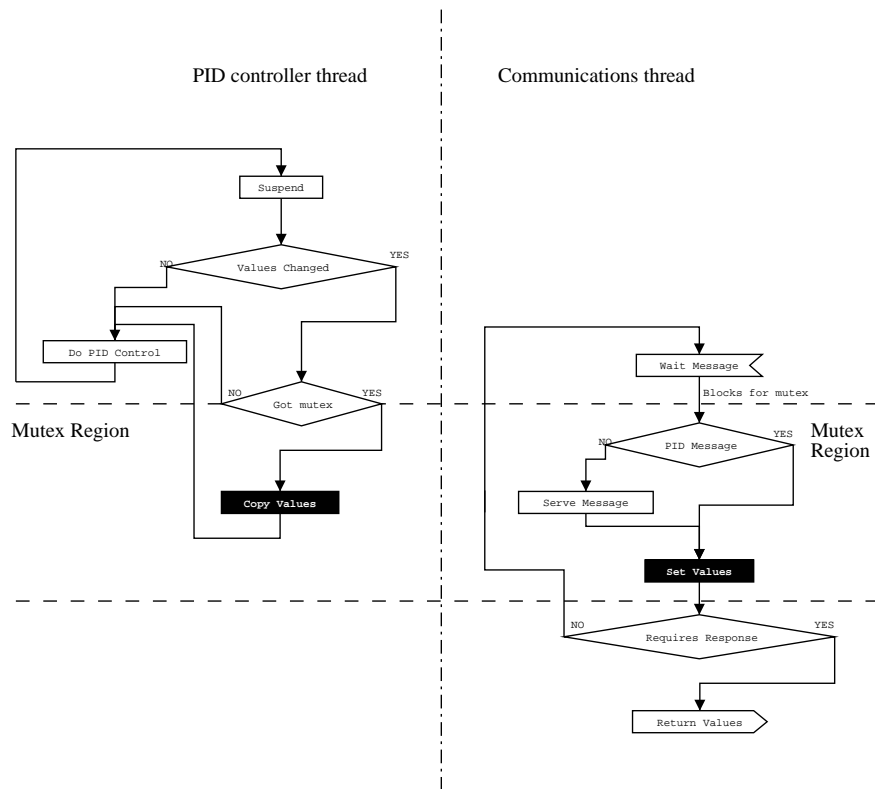 PID controller thread
Communications thread
Suspend
NO
YES
Values Changed
Do PID Control
Wait Message
NO
YES
Blocks for mutex
Got mutex
Mutex Region
NO
YES
Mutex
Region
PID Message
Copy Values
Serve Message
Set Values
NO
YES
Requires Response
Return Values